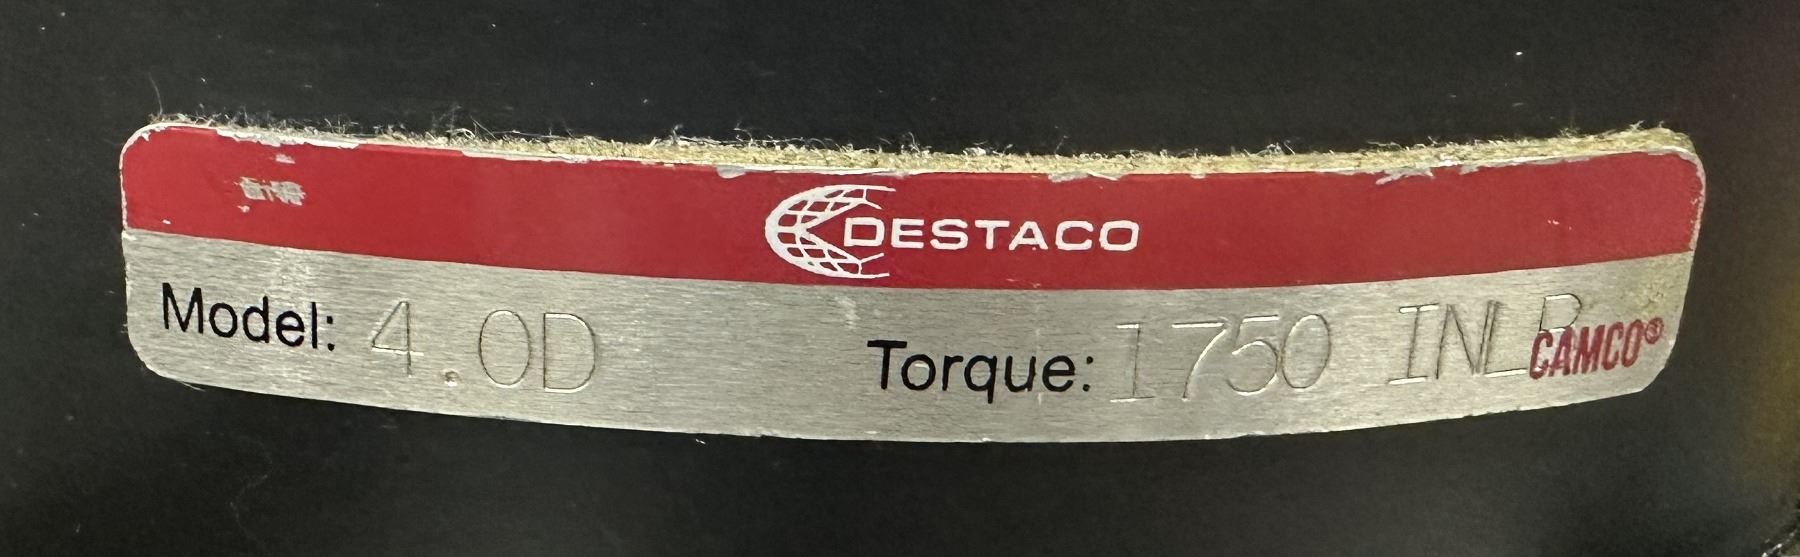 DESTACO
Model: 4.0D
Torque: 1750 INLB
CAMCO®